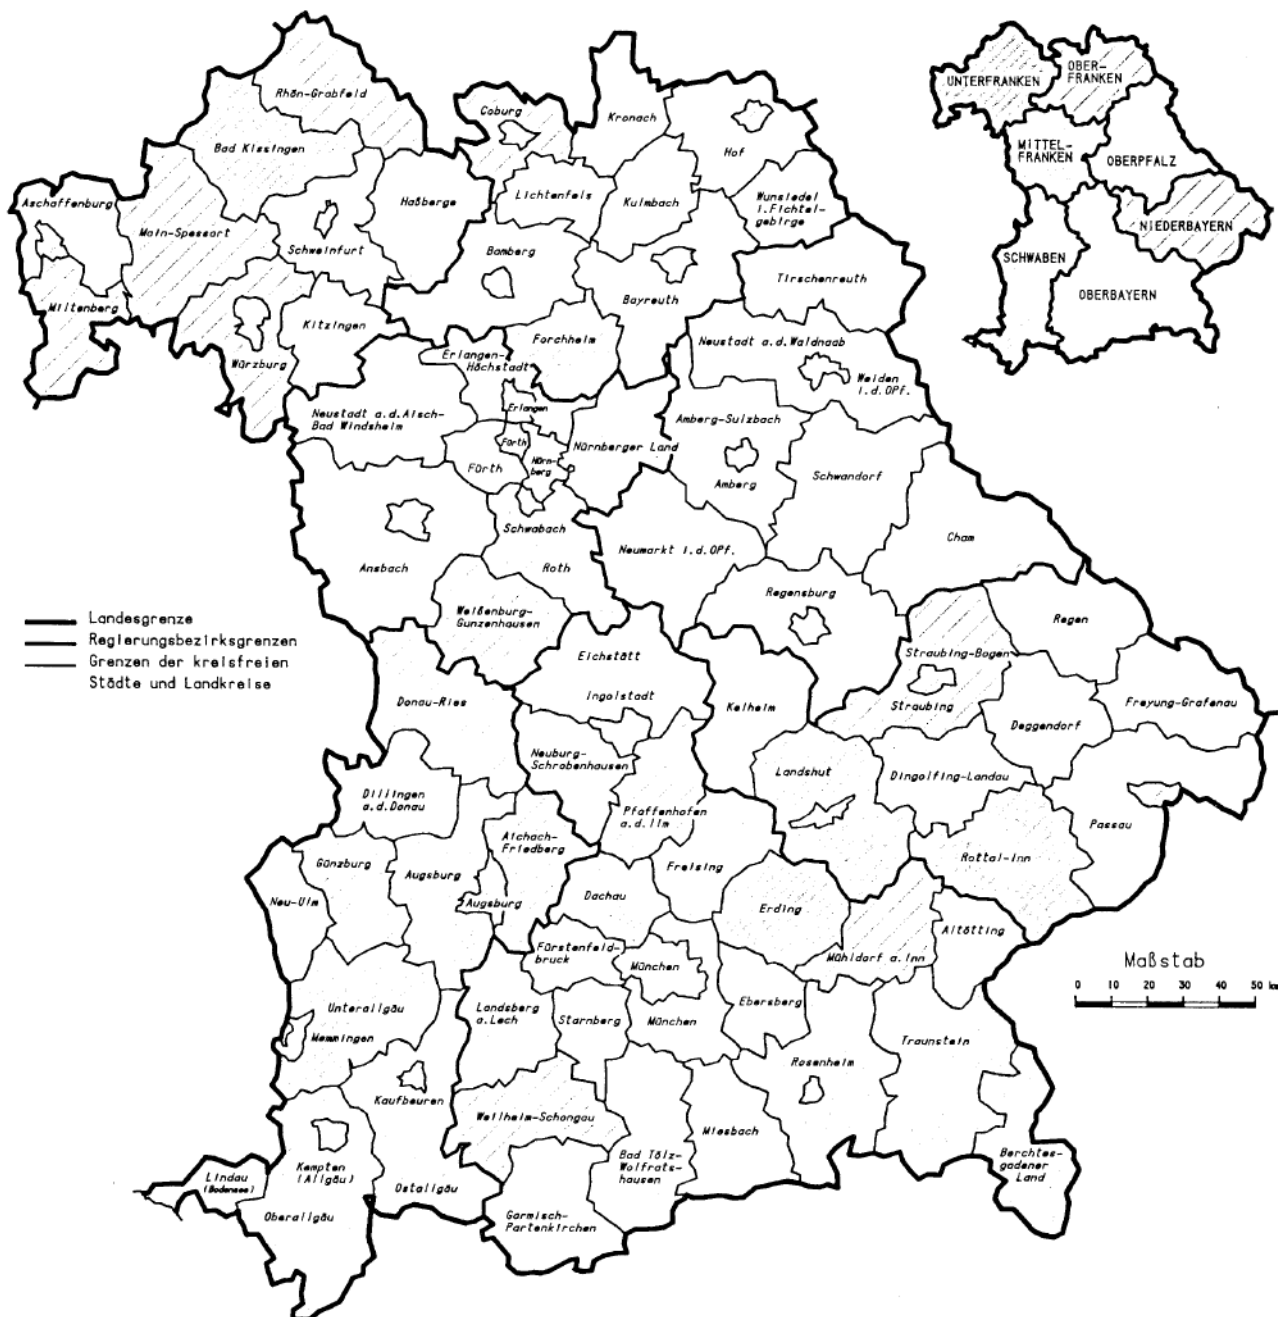 Rhön-Grabfeld
Coburg
Kronach
Hof
Bad Kissingen
Lichtenfels
Kulmbach
Wunsiedel
i.Fichtel-
gebirge
Aschaffenburg
Haßberge
Main-Spessart
Schweinfurt
Bamberg
Bayreuth
Tirschenreuth
Miltenberg
Kitzingen
Würzburg
Forchheim
Erlangen-
Höchstadt
Neustadt a.d.Waldnaab
Weiden
i.d.OPf.
Neustadt a.d.Aisch-
Bad Windsheim
Erlangen
Fürth
Fürth
Nürn-
berg
Nürnberger Land
Amberg-Sulzbach
Amberg
Schwandorf
Cham
Ansbach
Schwabach
Roth
Neumarkt i.d.OPf.
Regensburg
Weißenburg-
Gunzenhausen
Regen
Straubing-Bogen
Straubing
Eichstätt
Ingolstadt
Kelheim
Donau-Ries
Deggendorf
Freyung-Grafenau
Neuburg-
Schrobenhausen
Landshut
Dingolfing-Landau
Dillingen
a.d.Donau
Pfaffenhofen
a.d.Ilm
Passau
Aichach-
Friedberg
Rottal-Inn
Günzburg
Augsburg
Freising
Neu-Ulm
Augsburg
Dachau
Erding
Altötting
Mühldorf a.Inn
Fürstenfeld-
bruck
München
Ebersberg
Unterallgäu
Landsberg
a.Lech
Starnberg
München
Memmingen
Traunstein
Rosenheim
Kaufbeuren
Weilheim-Schongau
Miesbach
Bad Tölz-
Wolfrats-
hausen
Berchtes-
gadener
Land
Lindau
(Bodensee)
Kempten
(Allgäu)
Ostallgäu
Oberallgäu
Garmisch-
Partenkirchen
UNTERFRANKEN
OBER-
FRANKEN
MITTEL-
FRANKEN
OBERPFALZ
NIEDERBAYERN
SCHWABEN
OBERBAYERN
Landesgrenze
Regierungsbezirksgrenzen
Grenzen der kreisfreien
Städte und Landkreise
Maßstab
0 10 20 30 40 50 km